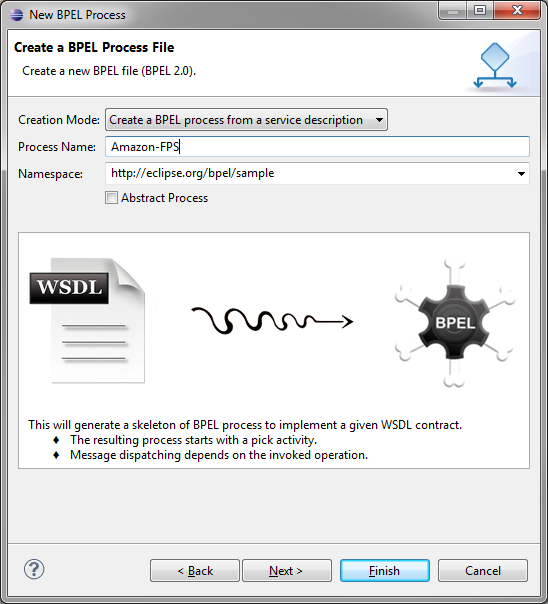 New BPEL Process
Create a BPEL Process File
Create a new BPEL file (BPEL 2.0).
Creation Mode: Create a BPEL process from a service description
Process Name: Amazon-FPS
Namespace: http://eclipse.org/bpel/sample
Abstract Process
WSDL
BPEL
This will generate a skeleton of BPEL process to implement a given WSDL contract.
♦ The resulting process starts with a pick activity.
♦ Message dispatching depends on the invoked operation.
? < Back Next > Finish Cancel